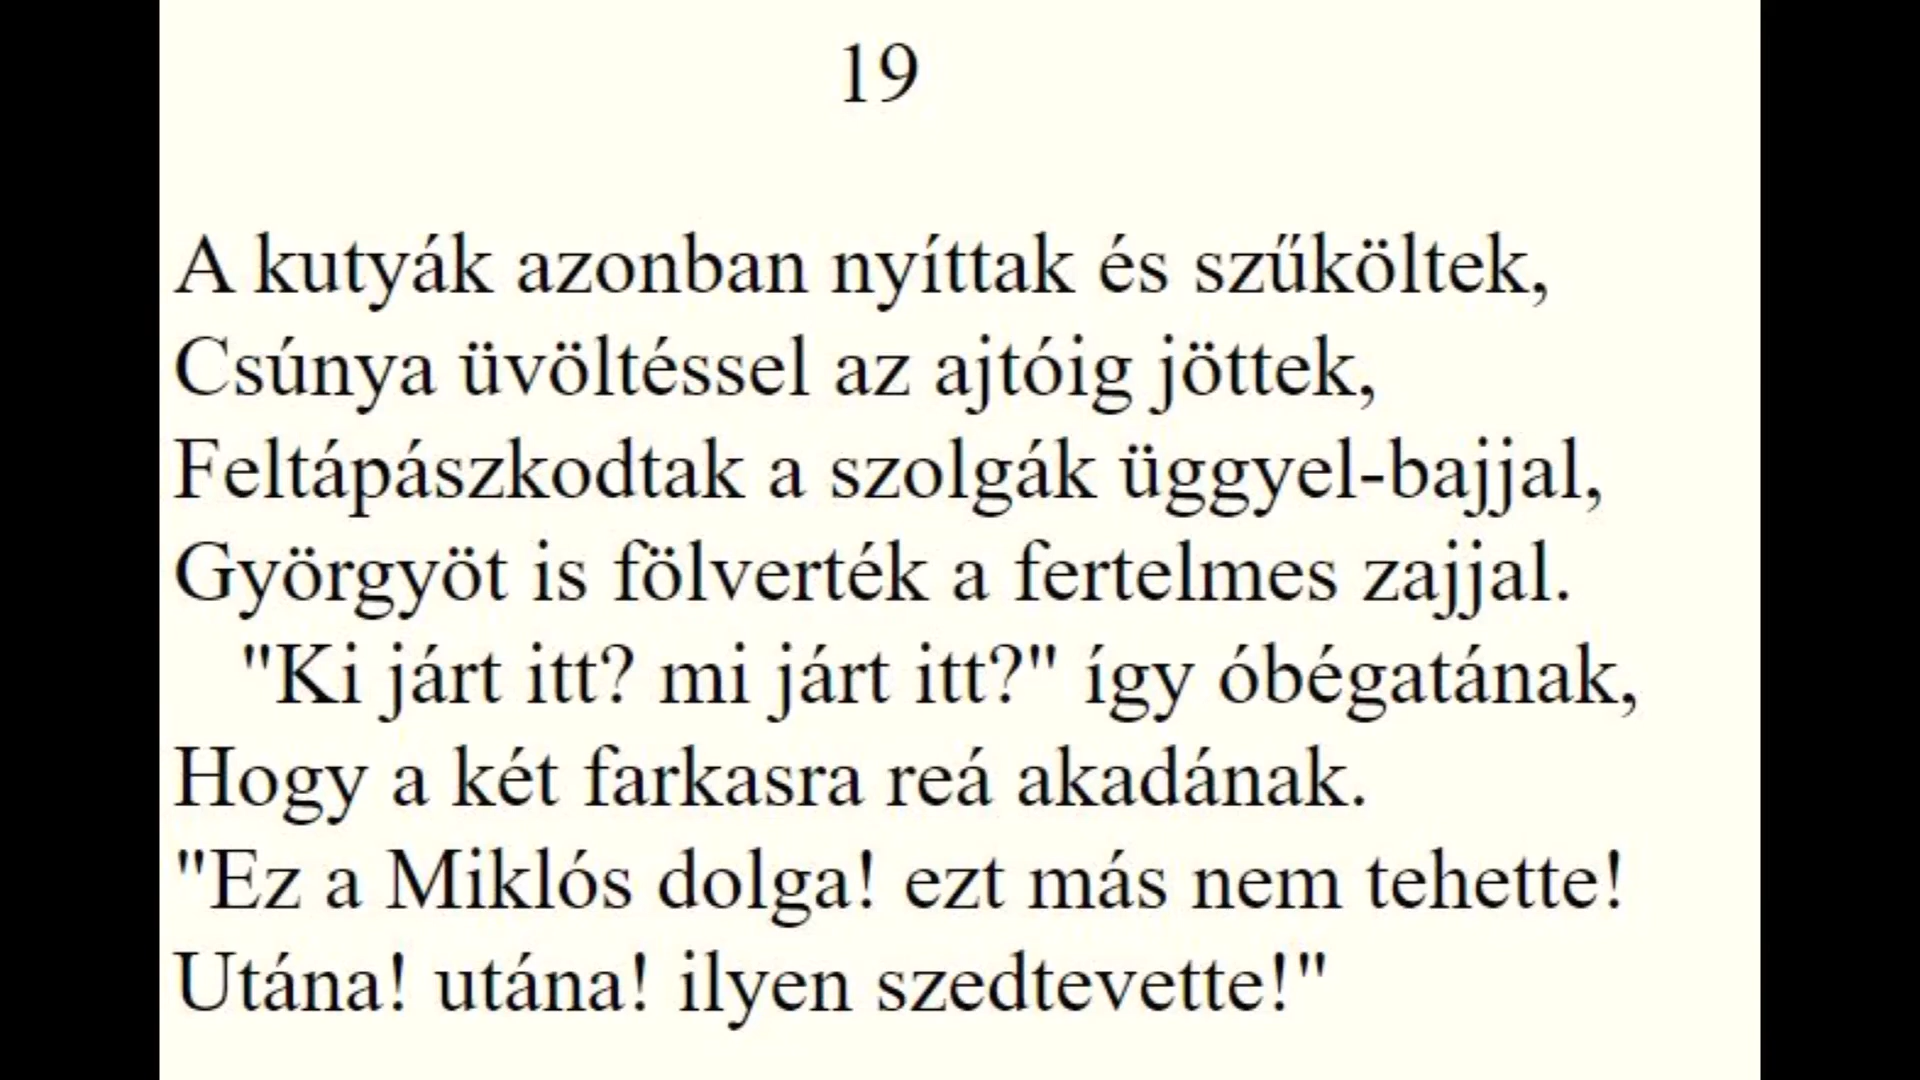 19
A kutyák azonban nyíttak és szűköltek,
Csúnya üvöltéssel az ajtóig jöttek,
Feltápászkodtak a szolgák üggyel-bajjal,
Györgyöt is fölverték a fertelmes zajjal.
"Ki járt itt? mi járt itt?" így óbégatának,
Hogy a két farkasra reá akadának.
"Ez a Miklós dolga! ezt más nem tehette!
Utána! utána! ilyen szedtevette!"